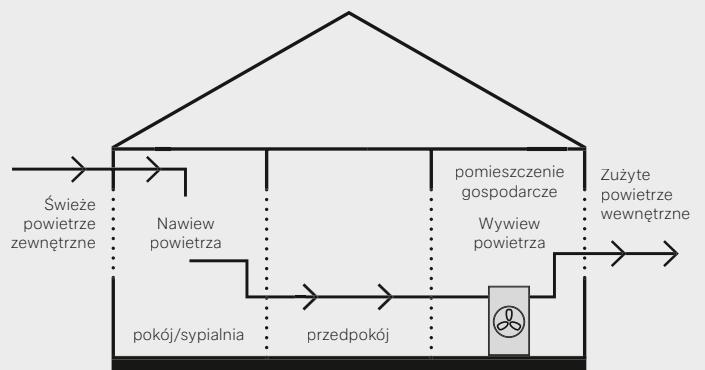 Świeże
powietrze
zewnętrzne
Nawiew
powietrza
pomieszczenie
gospodarcze
Wywiew
powietrza
Zużyte
powietrze
wewnętrzne
pokój/sypialnia
przedpokój